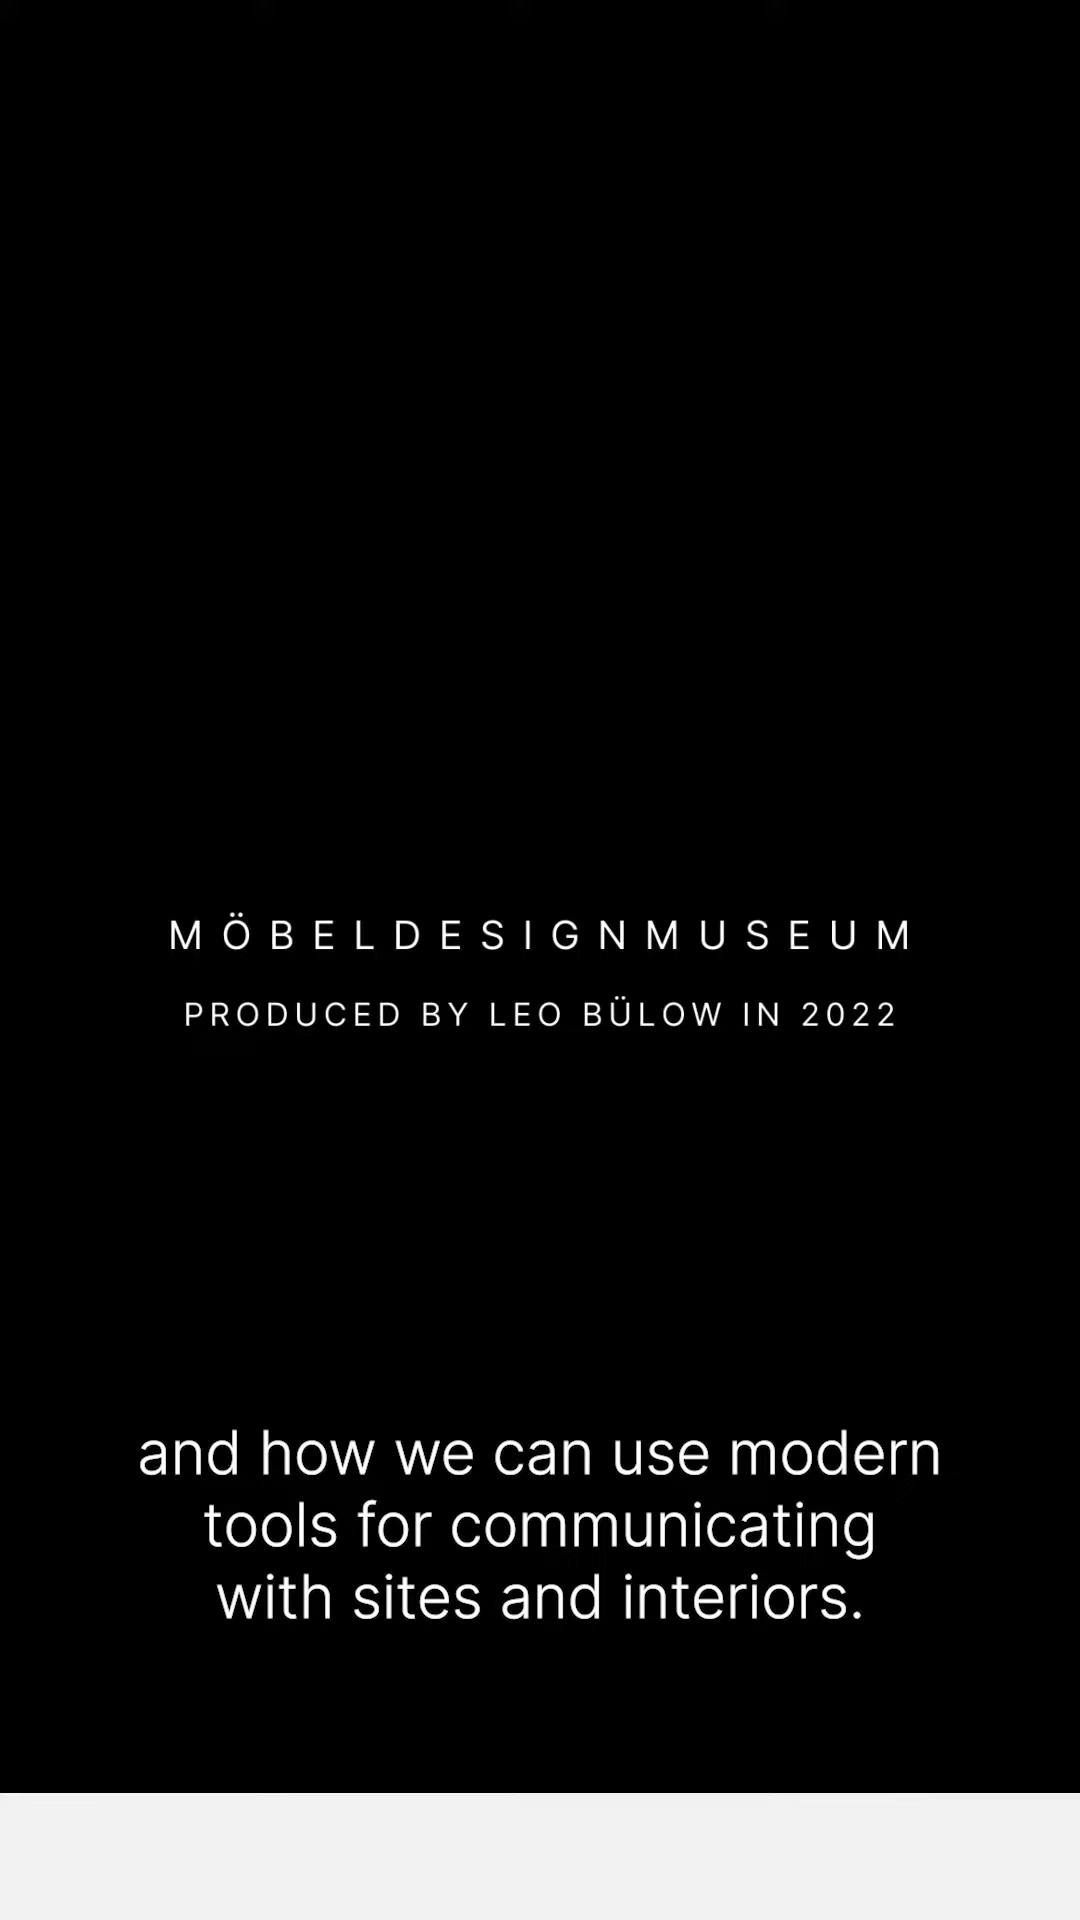 MÖBELDESIGNMUSEUM
PRODUCED BY LEO BÜLOW IN 2022
and how we can use modern
tools for communicating
with sites and interiors.